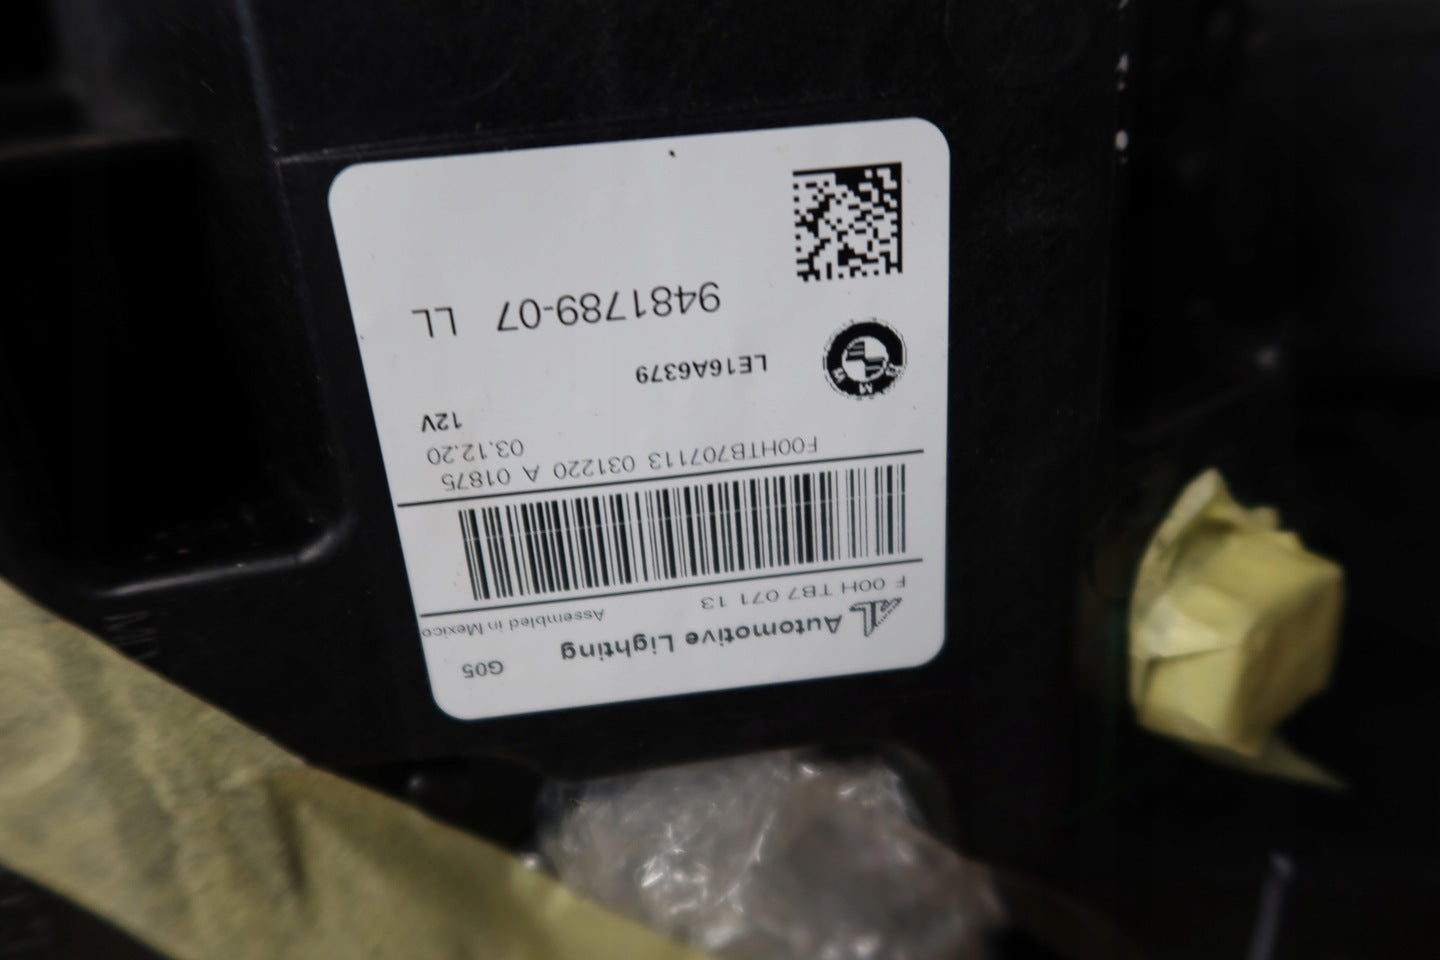 G05
Automotive Lighting
Assembled in Mexico
F 00H TB7 071 13
F00HTB707113 031220 A 01875
03.12.20
12V
LE16A6379
BMW
9481789-07 LL